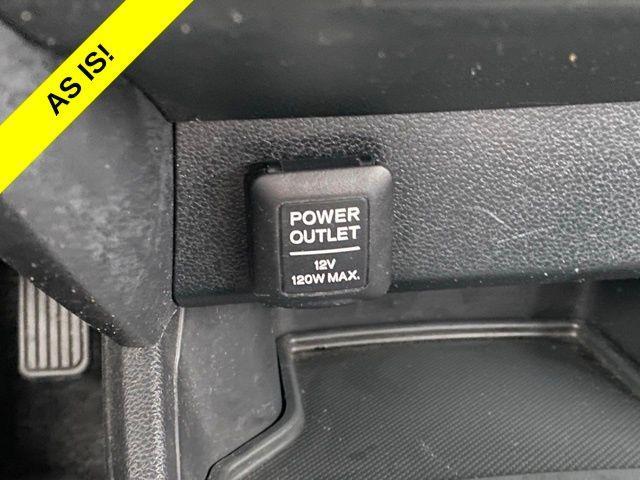 AS IS!
POWER
OUTLET
12V
120W MAX.